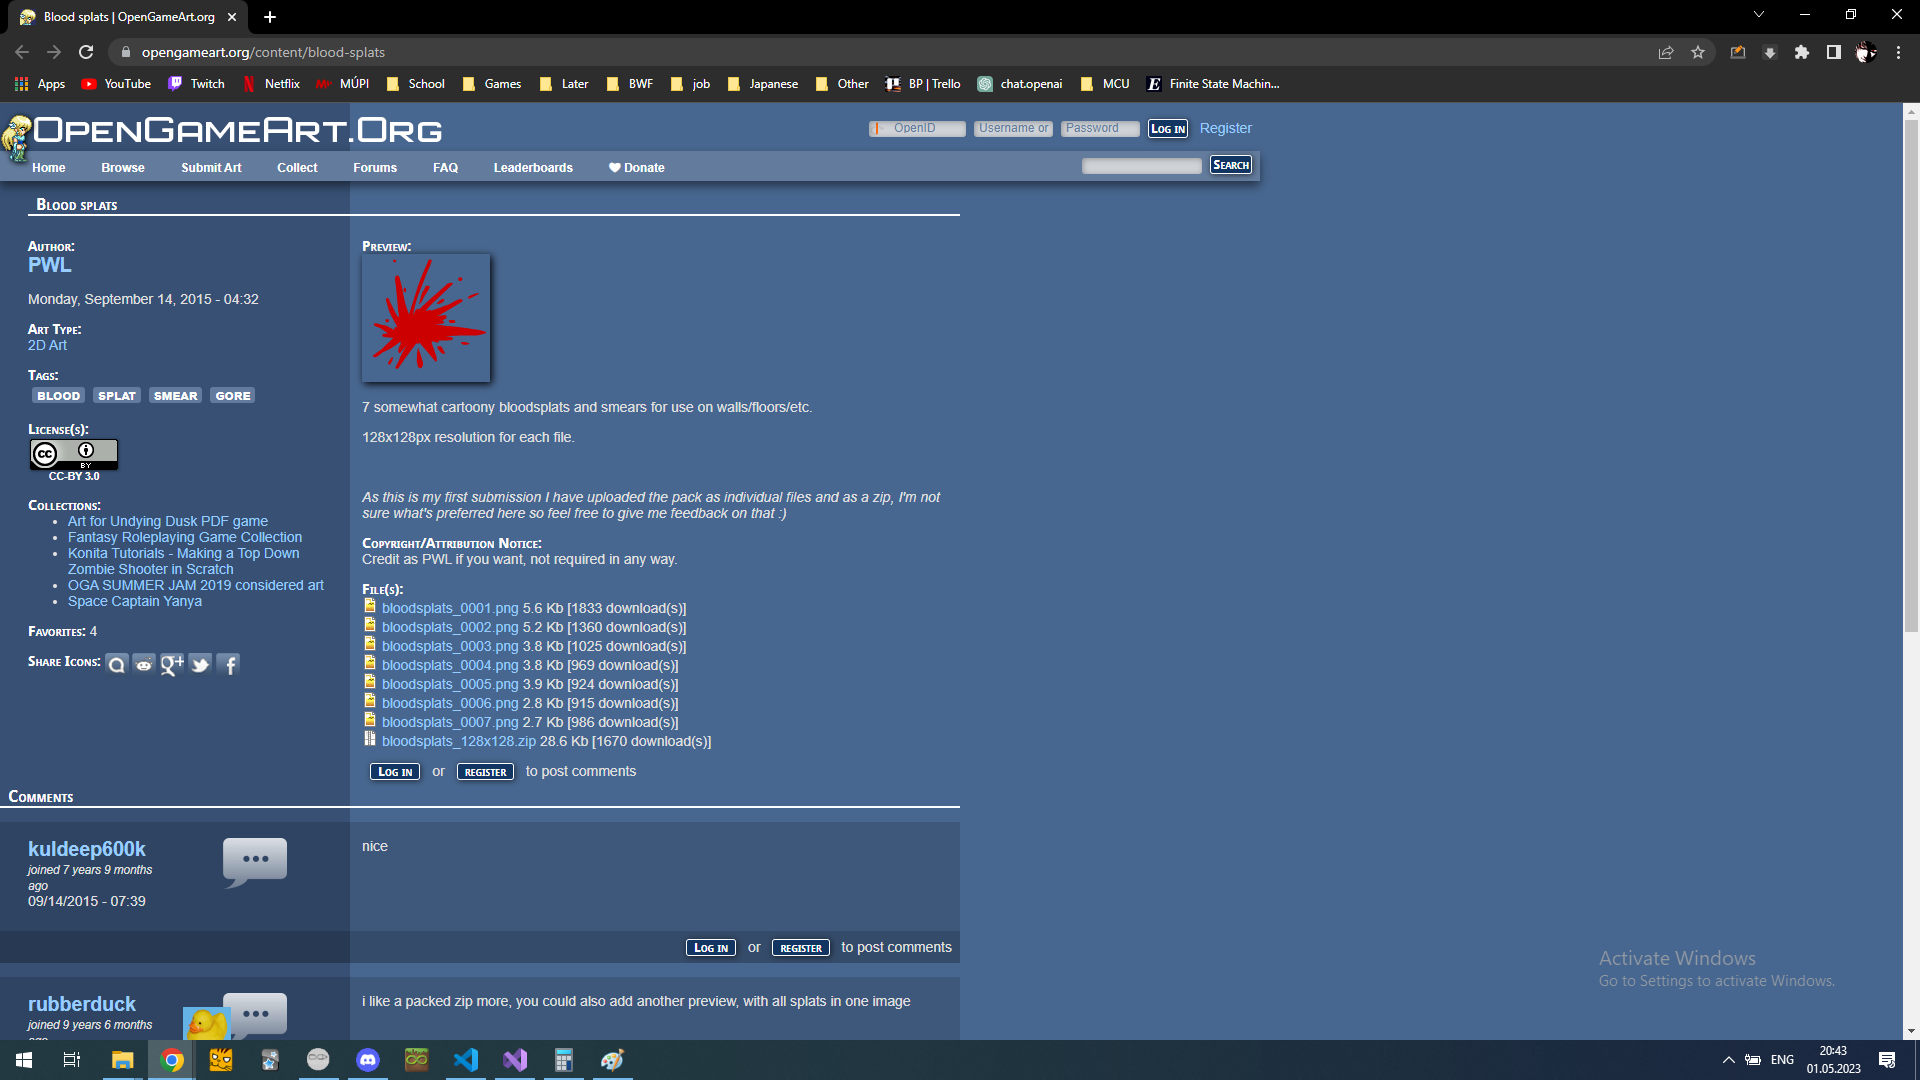 Blood splats | OpenGameArt.org
opengameart.org/content/blood-splats
Apps YouTube Twitch Netflix MÚPI School Games Later BWF job Japanese Other BP | Trello chat.openai MCU Finite State Machin...
OpenGameArt.Org
OpenID Username or Password Log in Register
Home Browse Submit Art Collect Forums FAQ Leaderboards Donate Search
Blood splats
Author:
PWL
Monday, September 14, 2015 - 04:32
Art Type:
2D Art
Tags:
BLOOD SPLAT SMEAR GORE
License(s):
cc BY
CC-BY 3.0
Collections:
Art for Undying Dusk PDF game
Fantasy Roleplaying Game Collection
Konita Tutorials - Making a Top Down
Zombie Shooter in Scratch
OGA SUMMER JAM 2019 considered art
Space Captain Yanya
Favorites: 4
Share Icons:
Preview:
7 somewhat cartoony bloodsplats and smears for use on walls/floors/etc.
128x128px resolution for each file.
As this is my first submission I have uploaded the pack as individual files and as a zip, I'm not
sure what's preferred here so feel free to give me feedback on that :)
Copyright/Attribution Notice:
Credit as PWL if you want, not required in any way.
File(s):
bloodsplats_0001.png 5.6 Kb [1833 download(s)]
bloodsplats_0002.png 5.2 Kb [1360 download(s)]
bloodsplats_0003.png 3.8 Kb [1025 download(s)]
bloodsplats_0004.png 3.8 Kb [969 download(s)]
bloodsplats_0005.png 3.9 Kb [924 download(s)]
bloodsplats_0006.png 2.8 Kb [915 download(s)]
bloodsplats_0007.png 2.7 Kb [986 download(s)]
bloodsplats_128x128.zip 28.6 Kb [1670 download(s)]
Log in or register to post comments
Comments
kuldeep600k
joined 7 years 9 months
ago
09/14/2015 - 07:39
nice
Log in or register to post comments
rubberduck
joined 9 years 6 months
ago
i like a packed zip more, you could also add another preview, with all splats in one image
Activate Windows
Go to Settings to activate Windows.
ENG
20:43
01.05.2023